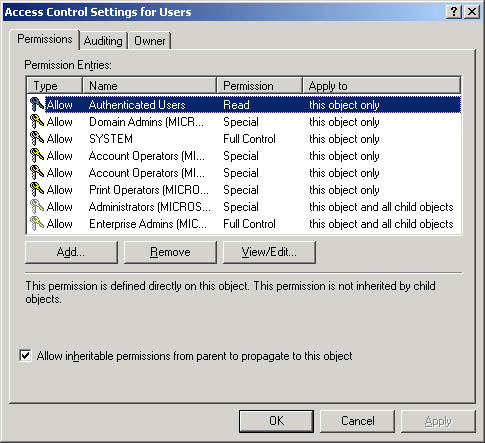 Access Control Settings for Users
Permissions Auditing Owner
Permission Entries:
Type Name Permission Apply to
Allow Authenticated Users Read this object only
Allow Domain Admins (MICR... Special this object only
Allow SYSTEM Full Control this object only
Allow Account Operators (MI... Special this object only
Allow Account Operators (MI... Special this object only
Allow Print Operators (MICRO... Special this object only
Allow Administrators (MICROS... Special this object and all child objects
Allow Enterprise Admins (MIC... Full Control this object and all child objects
Add... Remove View/Edit...
This permission is defined directly on this object. This permission is not inherited by child
objects.
Allow inheritable permissions from parent to propagate to this object
OK Cancel Apply